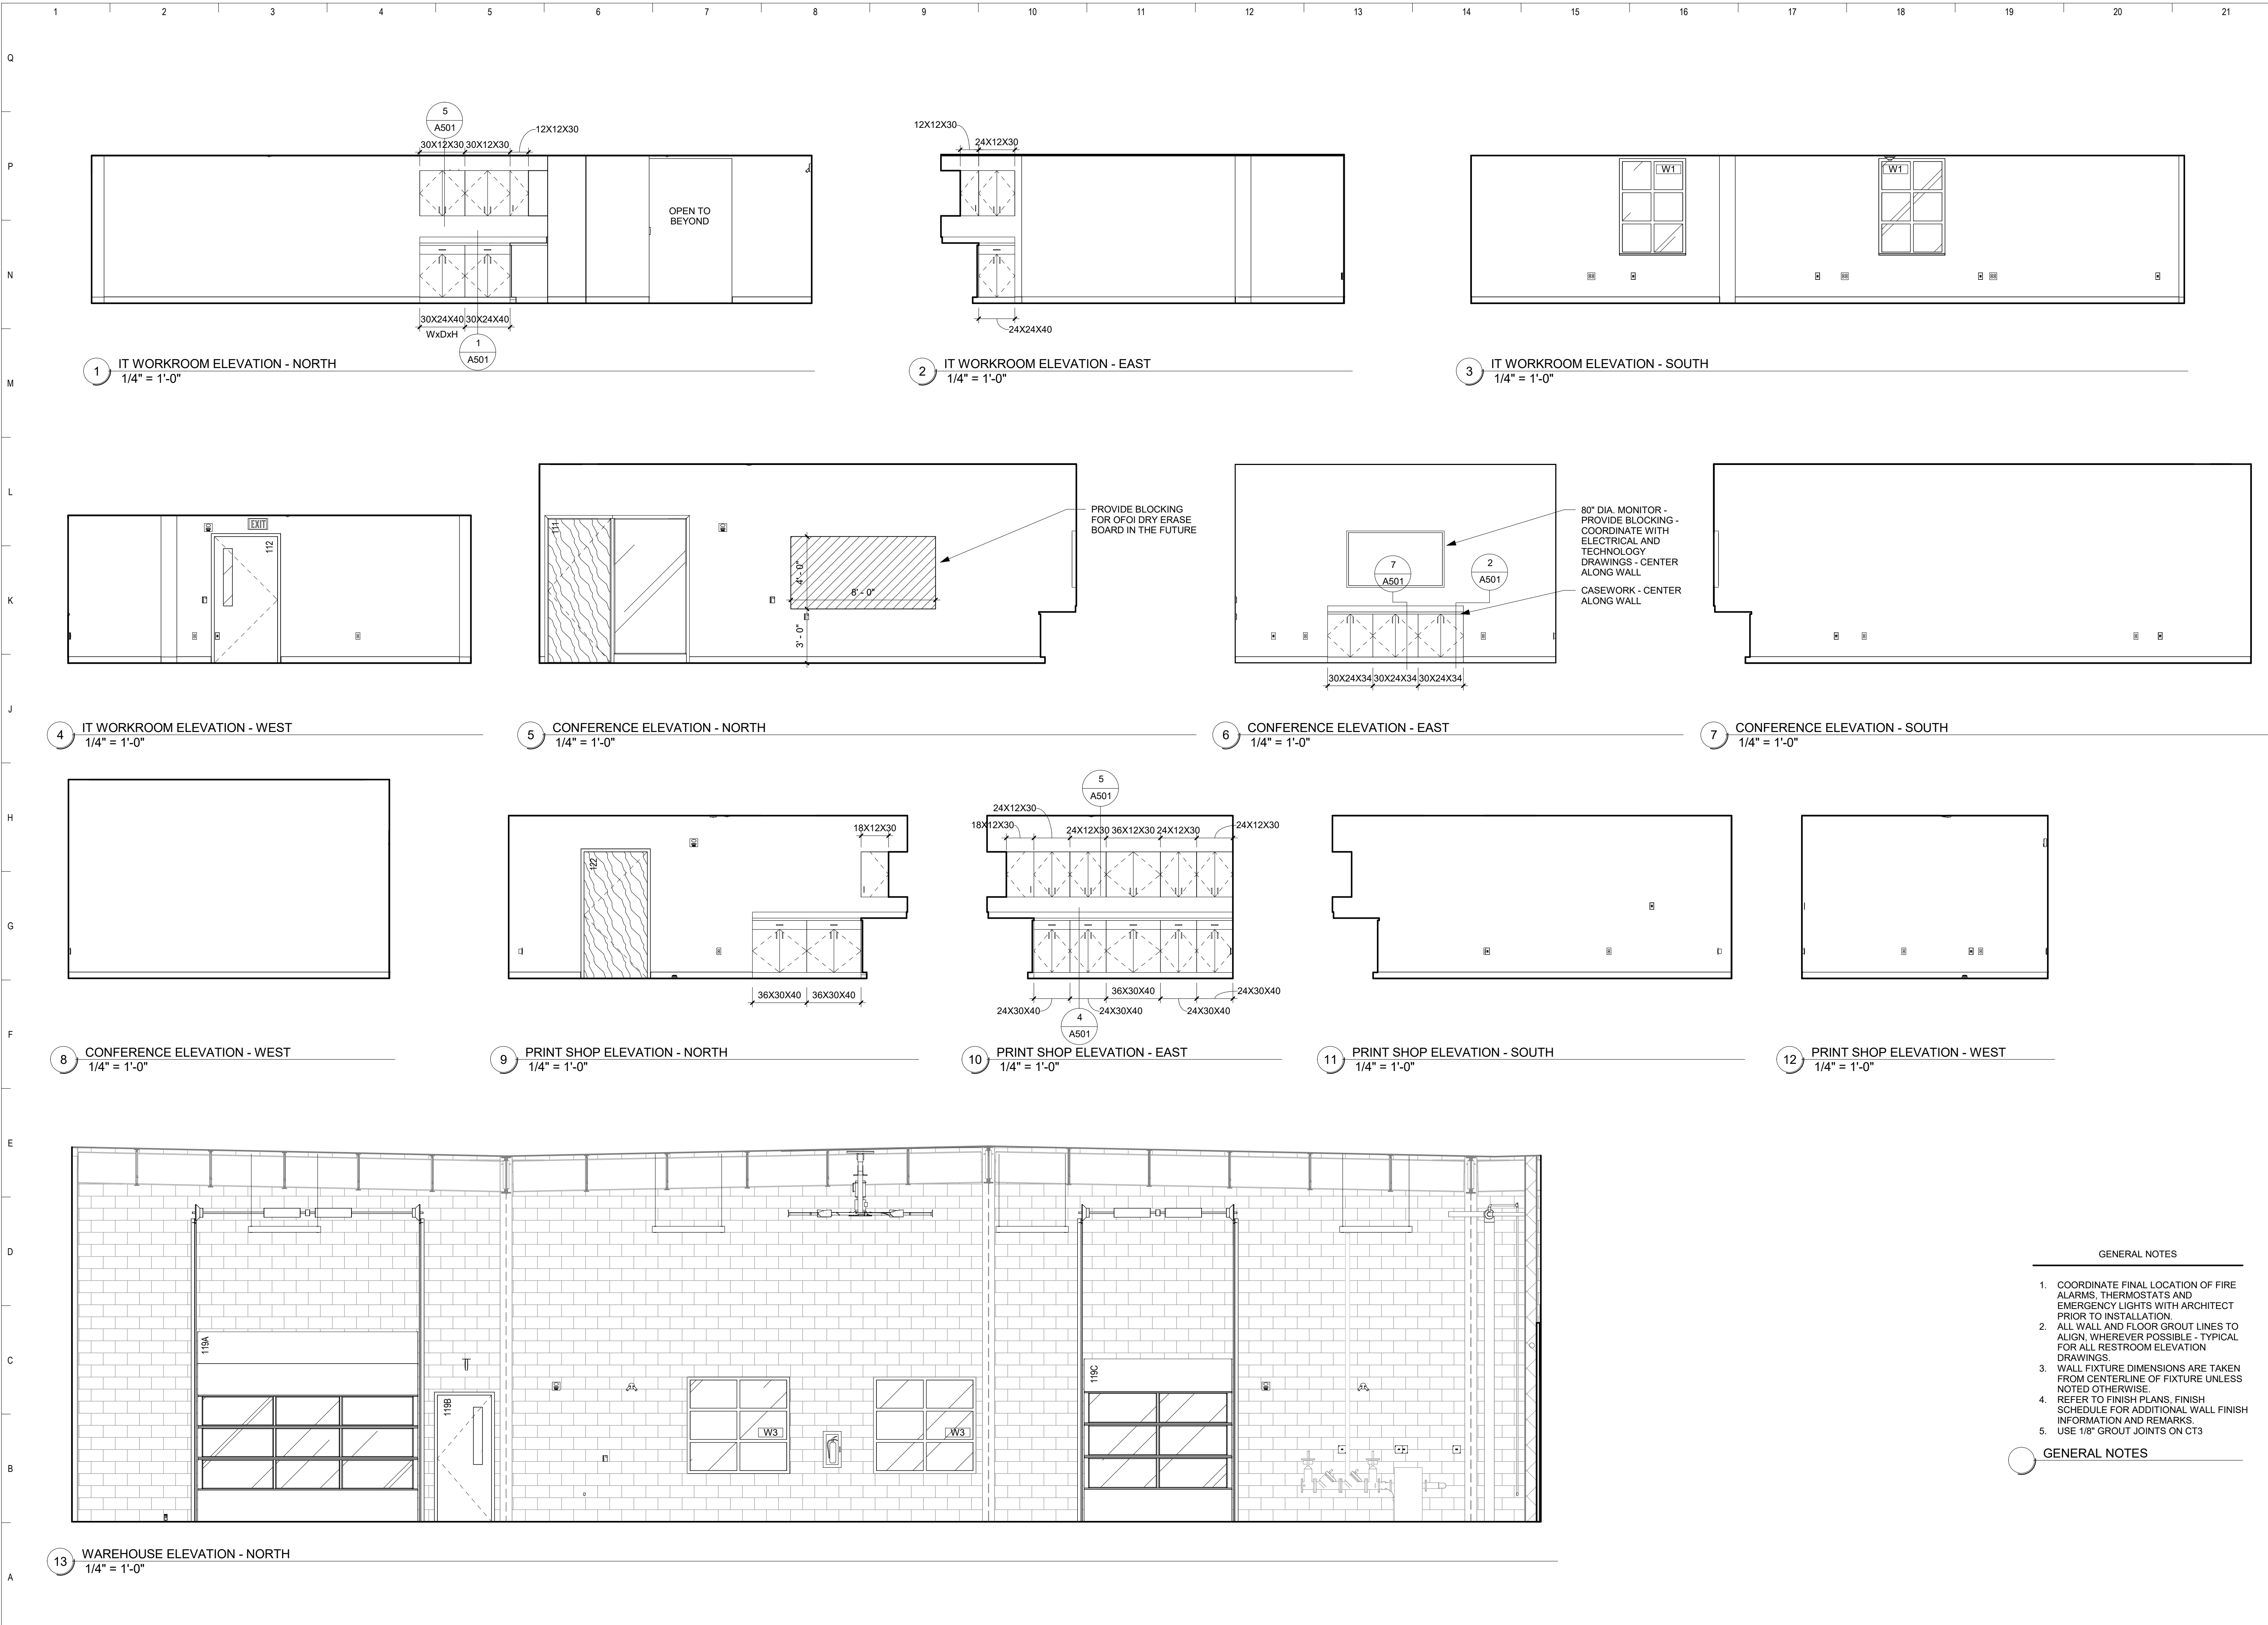 1 2 3 4 5 6 7 8 9 10 11 12 13 14 15 16 17 18 19 20 21
Q
P
N
M
L
K
J
H
G
F
E
D
C
B
A
5
A501
30X12X30 30X12X30
12X12X30
OPEN TO
BEYOND
30X24X40 30X24X40
WxDxH
1
A501
1 IT WORKROOM ELEVATION - NORTH
1/4" = 1'-0"
12X12X30
24X12X30
24X24X40
2 IT WORKROOM ELEVATION - EAST
1/4" = 1'-0"
W1
W1
3 IT WORKROOM ELEVATION - SOUTH
1/4" = 1'-0"
EXIT
112
4 IT WORKROOM ELEVATION - WEST
1/4" = 1'-0"
111
4' - 0"
8' - 0"
3' - 0"
PROVIDE BLOCKING
FOR OFOI DRY ERASE
BOARD IN THE FUTURE
5 CONFERENCE ELEVATION - NORTH
1/4" = 1'-0"
7
A501
2
A501
80" DIA. MONITOR -
PROVIDE BLOCKING -
COORDINATE WITH
ELECTRICAL AND
TECHNOLOGY
DRAWINGS - CENTER
ALONG WALL
CASEWORK - CENTER
ALONG WALL
30X24X34 30X24X34 30X24X34
6 CONFERENCE ELEVATION - EAST
1/4" = 1'-0"
7 CONFERENCE ELEVATION - SOUTH
1/4" = 1'-0"
8 CONFERENCE ELEVATION - WEST
1/4" = 1'-0"
122
18X12X30
36X30X40 36X30X40
9 PRINT SHOP ELEVATION - NORTH
1/4" = 1'-0"
5
A501
24X12X30
18X12X30
24X12X30 36X12X30 24X12X30
24X12X30
36X30X40
24X30X40
24X30X40
24X30X40
24X30X40
4
A501
10 PRINT SHOP ELEVATION - EAST
1/4" = 1'-0"
11 PRINT SHOP ELEVATION - SOUTH
1/4" = 1'-0"
12 PRINT SHOP ELEVATION - WEST
1/4" = 1'-0"
119A
119B
W3
W3
119C
13 WAREHOUSE ELEVATION - NORTH
1/4" = 1'-0"
GENERAL NOTES
1. COORDINATE FINAL LOCATION OF FIRE
ALARMS, THERMOSTATS AND
EMERGENCY LIGHTS WITH ARCHITECT
PRIOR TO INSTALLATION.
2. ALL WALL AND FLOOR GROUT LINES TO
ALIGN, WHEREVER POSSIBLE - TYPICAL
FOR ALL RESTROOM ELEVATION
DRAWINGS.
3. WALL FIXTURE DIMENSIONS ARE TAKEN
FROM CENTERLINE OF FIXTURE UNLESS
NOTED OTHERWISE.
4. REFER TO FINISH PLANS, FINISH
SCHEDULE FOR ADDITIONAL WALL FINISH
INFORMATION AND REMARKS.
5. USE 1/8" GROUT JOINTS ON CT3
GENERAL NOTES